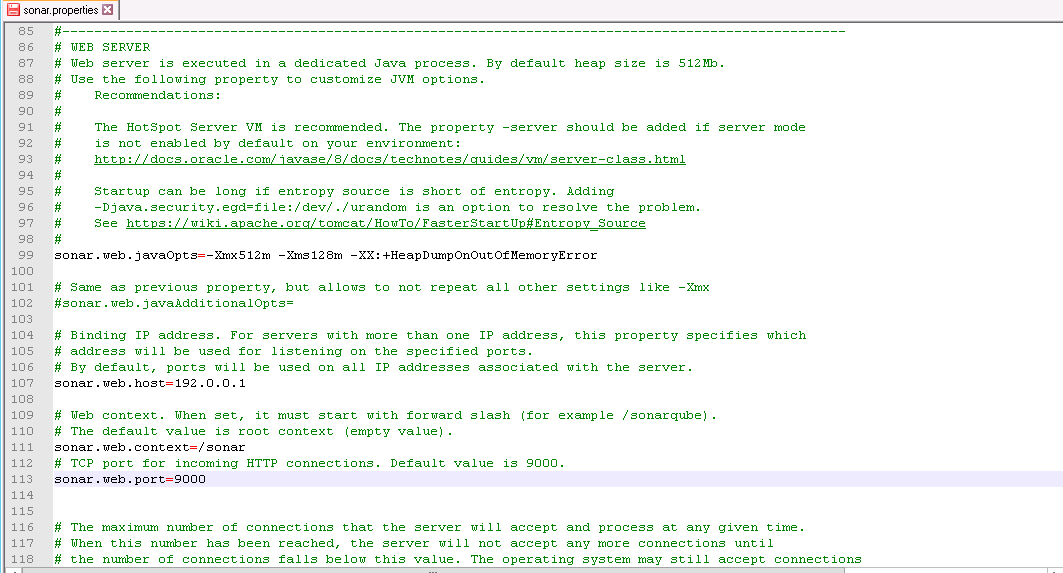 sonar.properties
85 #--------------------------------------------------------------------------------------------------
86 # WEB SERVER
87 # Web server is executed in a dedicated Java process. By default heap size is 512Mb.
88 # Use the following property to customize JVM options.
89 #    Recommendations:
90 #
91 #    The HotSpot Server VM is recommended. The property -server should be added if server mode
92 #    is not enabled by default on your environment:
93 #    http://docs.oracle.com/javase/8/docs/technotes/guides/vm/server-class.html
94 #
95 #    Startup can be long if entropy source is short of entropy. Adding
96 #    -Djava.security.egd=file:/dev/./urandom is an option to resolve the problem.
97 #    See https://wiki.apache.org/tomcat/HowTo/FasterStartUp#Entropy_Source
98 #
99 sonar.web.javaOpts=-Xmx512m -Xms128m -XX:+HeapDumpOnOutOfMemoryError
100
101 # Same as previous property, but allows to not repeat all other settings like -Xmx
102 #sonar.web.javaAdditionalOpts=
103
104 # Binding IP address. For servers with more than one IP address, this property specifies which
105 # address will be used for listening on the specified ports.
106 # By default, ports will be used on all IP addresses associated with the server.
107 sonar.web.host=192.0.0.1
108
109 # Web context. When set, it must start with forward slash (for example /sonarqube).
110 # The default value is root context (empty value).
111 sonar.web.context=/sonar
112 # TCP port for incoming HTTP connections. Default value is 9000.
113 sonar.web.port=9000
114
115
116 # The maximum number of connections that the server will accept and process at any given time.
117 # When this number has been reached, the server will not accept any more connections until
118 # the number of connections falls below this value. The operating system may still accept connections